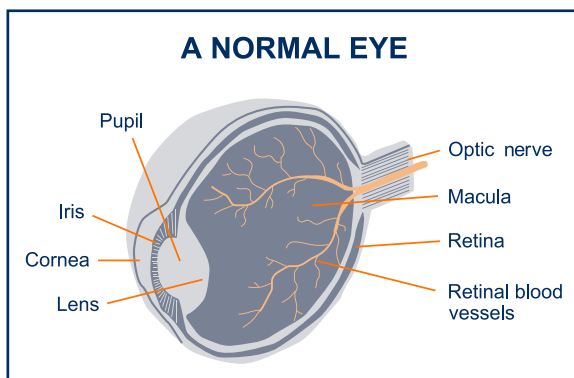 A NORMAL EYE
Pupil
Iris
Cornea
Lens
Optic nerve
Macula
Retina
Retinal blood
vessels